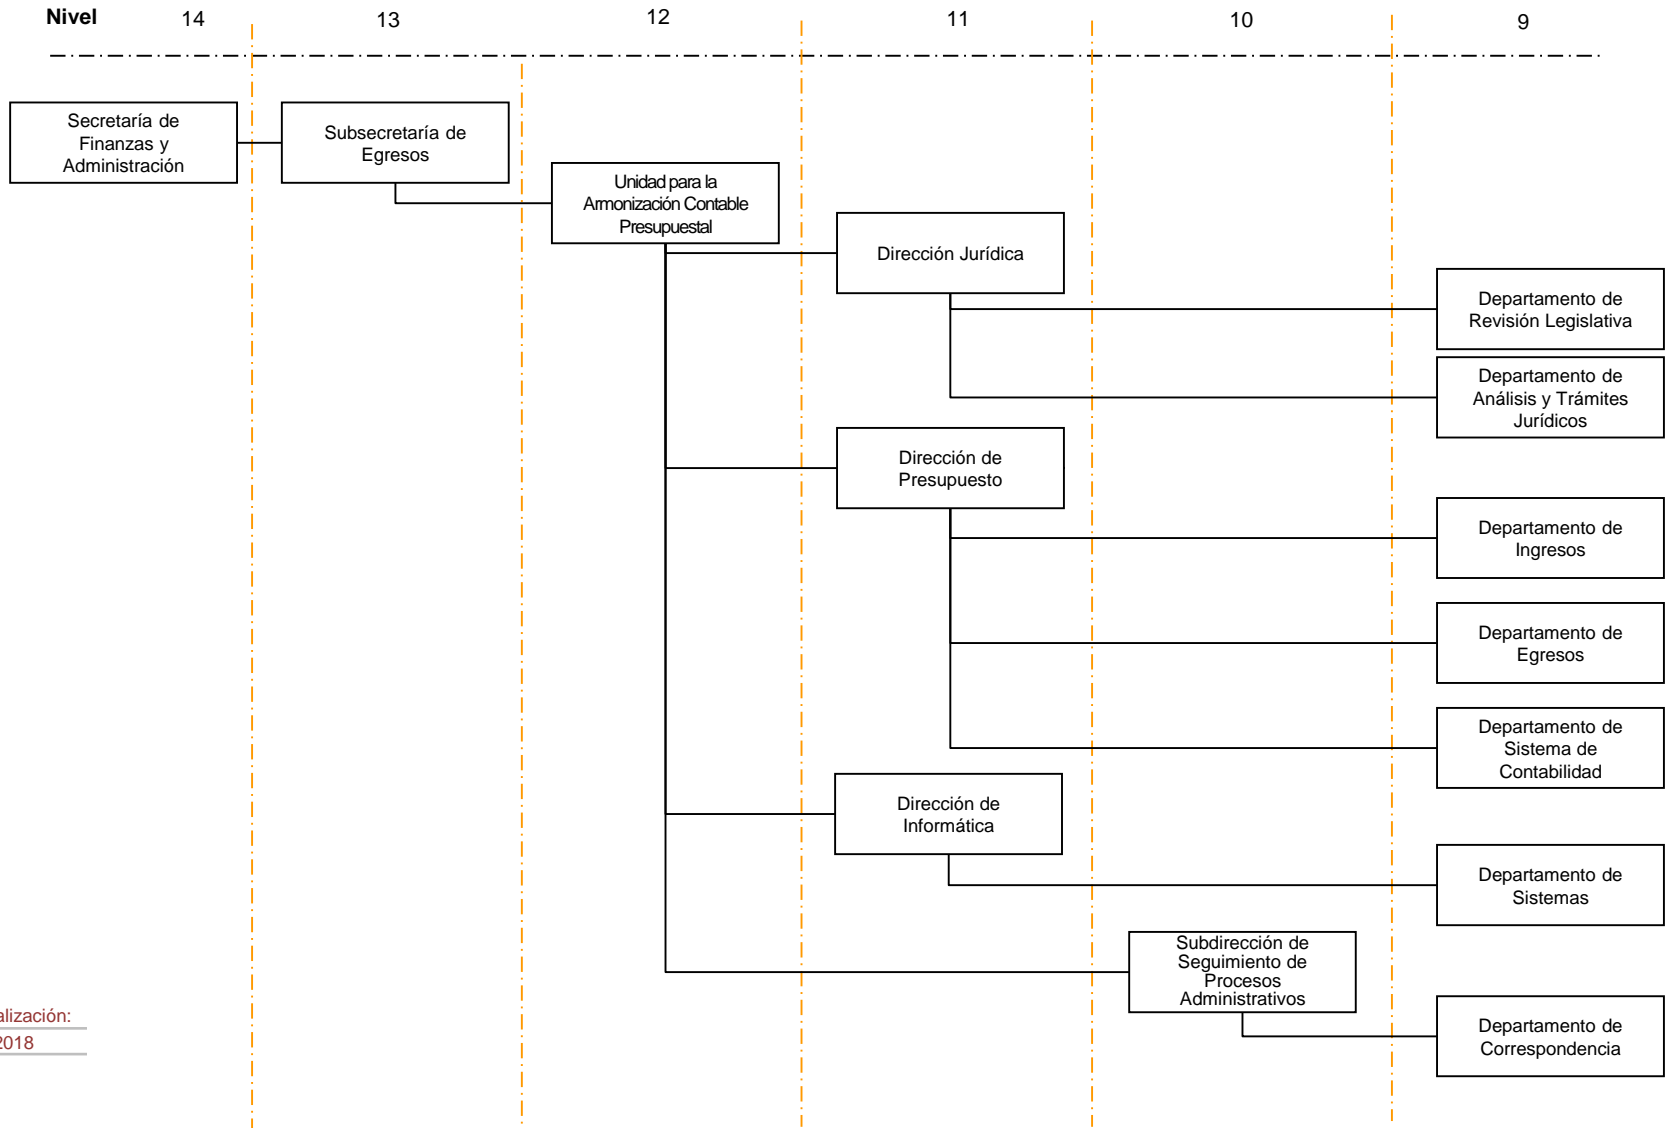 Nivel 14 13 12 11 10 9
Secretaría de
Finanzas y
Administración
Subsecretaría de
Egresos
Unidad para la
Armonización Contable
Presupuestal
Dirección Jurídica
Departamento de
Revisión Legislativa
Departamento de
Análisis y Trámites
Jurídicos
Dirección de
Presupuesto
Departamento de
Ingresos
Departamento de
Egresos
Departamento de
Sistema de
Contabilidad
Dirección de
Informática
Departamento de
Sistemas
Subdirección de
Seguimiento de
Procesos
Administrativos
Departamento de
Correspondencia
alización:
2018